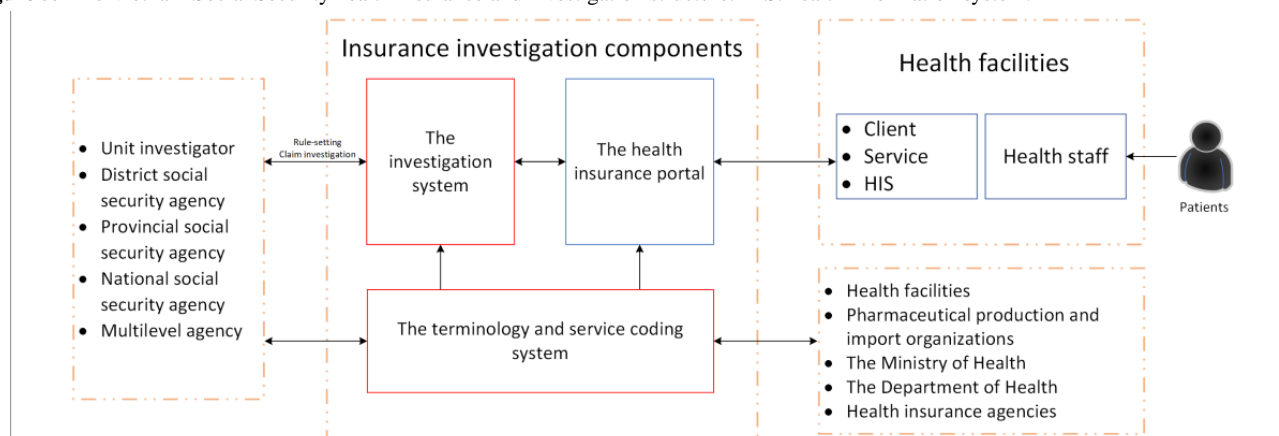 Insurance investigation components
Health facilities
Unit investigator
District social
security agency
Provincial social
security agency
National social
security agency
Multilevel agency
Rule-setting
Claim investigation
The
investigation
system
The health
insurance portal
Client
Service
HIS
Health staff
Patients
The terminology and service coding
system
Health facilities
Pharmaceutical production and
import organizations
The Ministry of Health
The Department of Health
Health insurance agencies